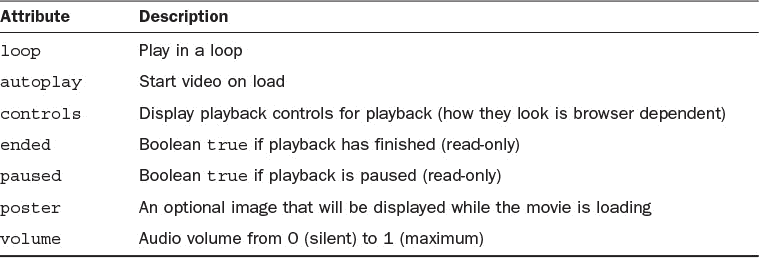 Attribute Description
loop Play in a loop
autoplay Start video on load
controls Display playback controls for playback (how they look is browser dependent)
ended Boolean true if playback has finished (read-only)
paused Boolean true if playback is paused (read-only)
poster An optional image that will be displayed while the movie is loading
volume Audio volume from 0 (silent) to 1 (maximum)